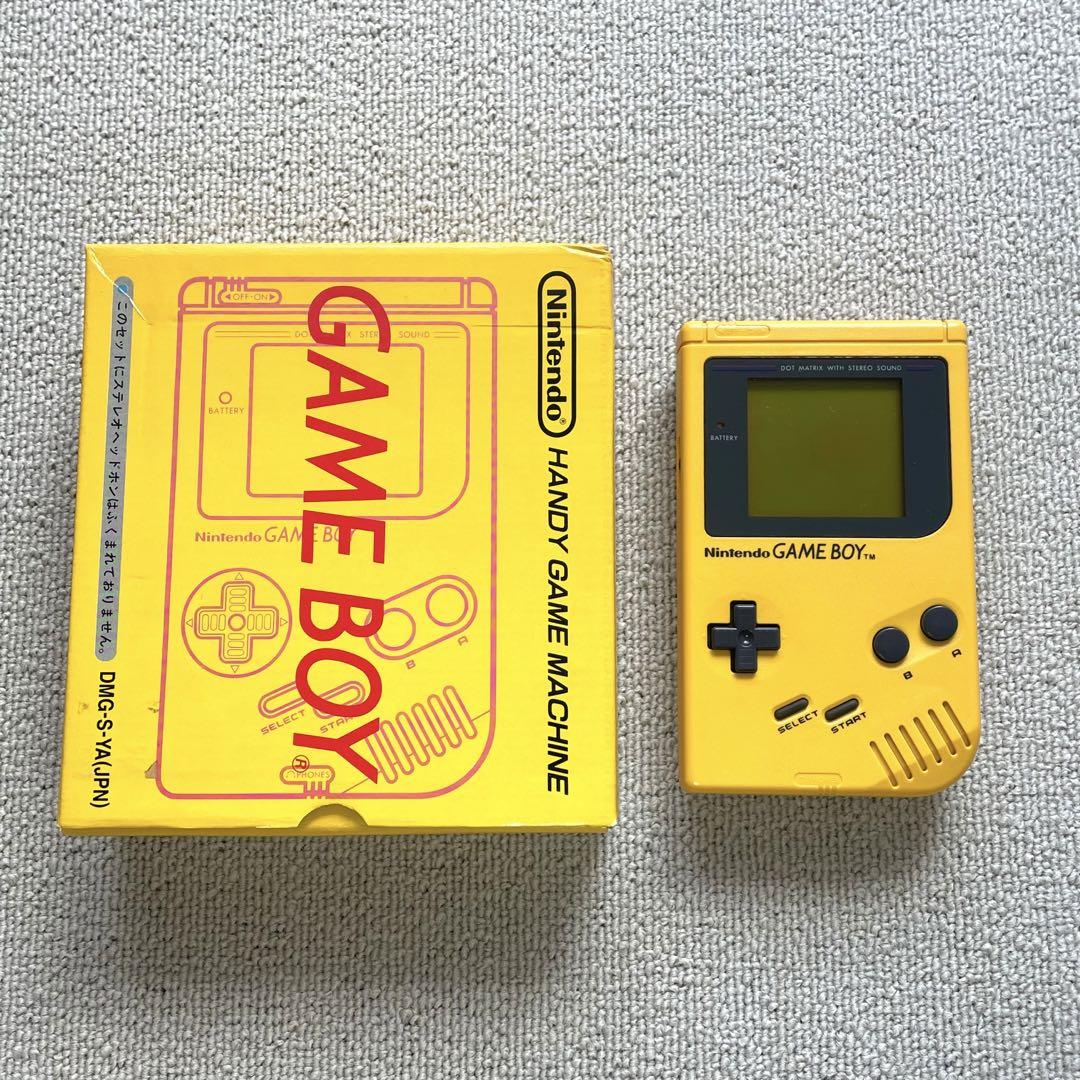 Nintendo®
HANDY GAME MACHINE
GAME BOY®
◀OFF·ON▶
DOT MATRIX STEREO SOUND
BATTERY
Nintendo GAME BOY
B
A
SELECT
START
PHONES
このセットにステレオヘッドホンはふくまれておりません。
DMG-S-YA(JPN)
DOT MATRIX WITH STEREO SOUND
BATTERY
Nintendo GAME BOY™
B
A
SELECT
START